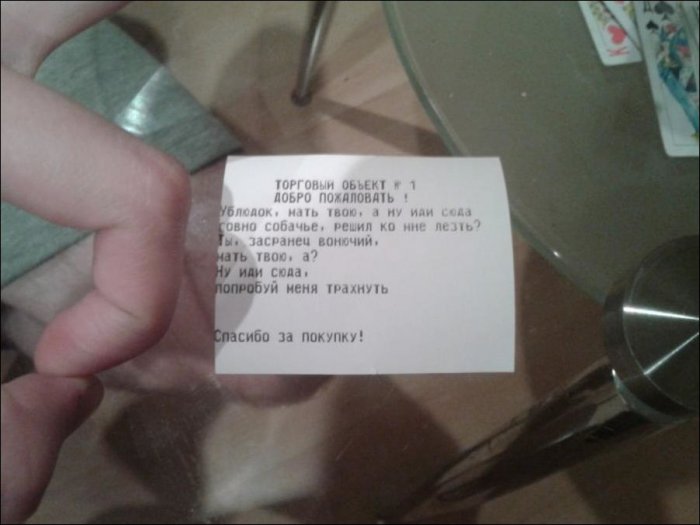 ТОРГОВЫЙ ОБЪЕКТ № 1
ДОБРО ПОЖАЛОВАТЬ !
Ублюдок, мать твою, а ну иди сюда
говно собачье, решил ко мне лезть?
Ты, засранец вонючий,
мать твою, а?
Ну иди сюда,
попробуй меня трахнуть
Спасибо за покупку!
K